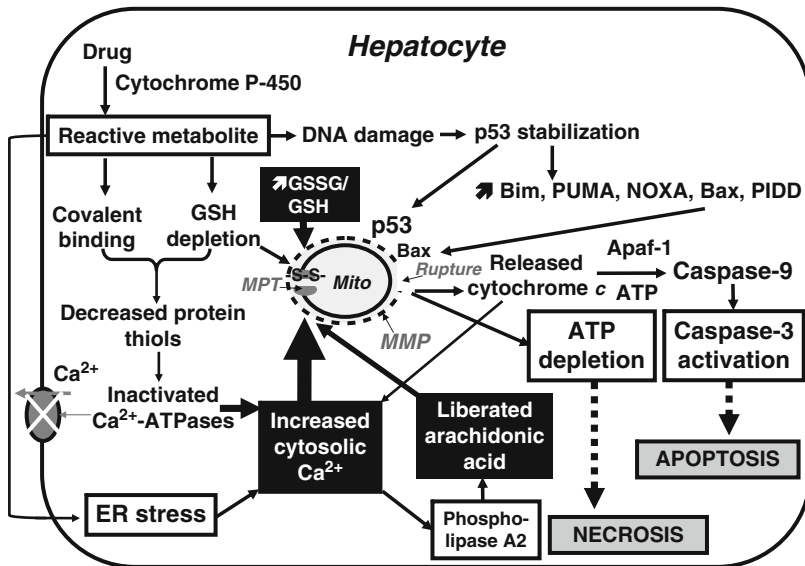 Hepatocyte
Drug
Cytochrome P-450
Reactive metabolite
DNA damage
p53 stabilization
GSSG/
GSH
Bim, PUMA, NOXA, Bax, PIDD
Covalent
binding
GSH
depletion
p53
Bax
-S-S-
Mito
MPT
Rupture
MMP
Released
cytochrome c
Apaf-1
ATP
Caspase-9
Decreased protein
thiols
ATP
depletion
Caspase-3
activation
Ca2+
Inactivated
Ca2+-ATPases
Increased
cytosolic
Ca2+
Liberated
arachidonic
acid
APOPTOSIS
ER stress
Phospho-
lipase A2
NECROSIS